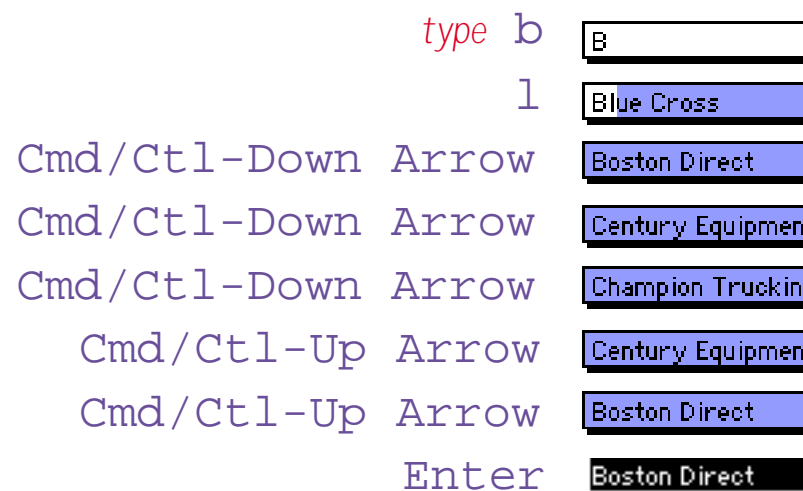 type b B
l Blue Cross
Cmd/Ctl-Down Arrow Boston Direct
Cmd/Ctl-Down Arrow Century Equipmen
Cmd/Ctl-Down Arrow Champion Truckin
Cmd/Ctl-Up Arrow Century Equipmen
Cmd/Ctl-Up Arrow Boston Direct
Enter Boston Direct